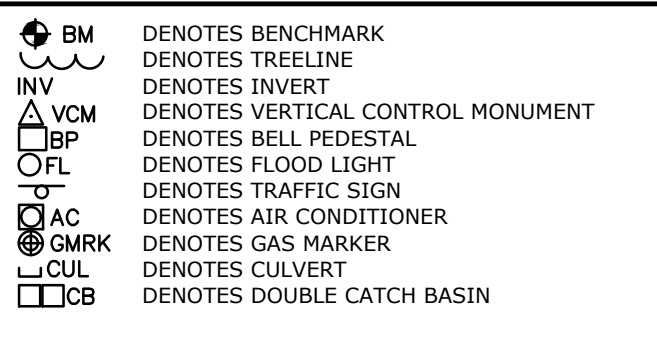 BM DENOTES BENCHMARK
DENOTES TREELINE
INV DENOTES INVERT
VCM DENOTES VERTICAL CONTROL MONUMENT
BP DENOTES BELL PEDESTAL
FL DENOTES FLOOD LIGHT
DENOTES TRAFFIC SIGN
AC DENOTES AIR CONDITIONER
GMRK DENOTES GAS MARKER
CUL DENOTES CULVERT
CB DENOTES DOUBLE CATCH BASIN